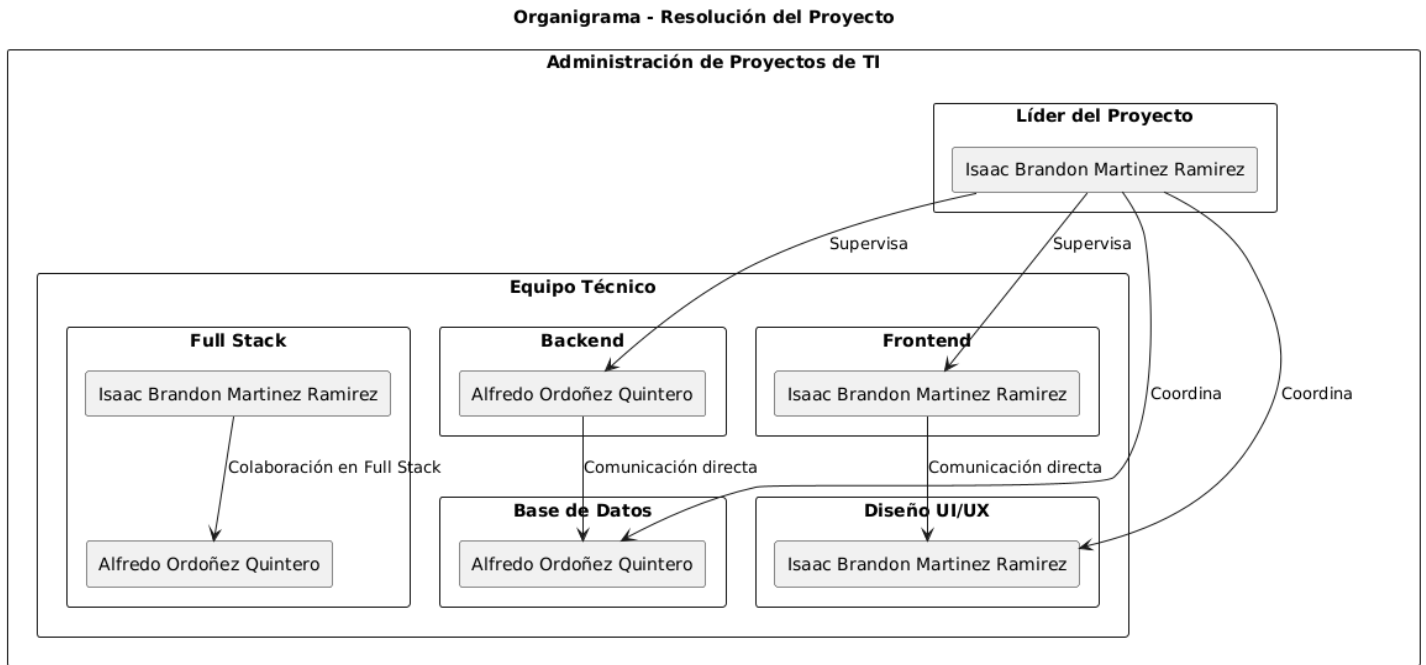 Organigrama - Resolución del Proyecto
Administración de Proyectos de TI
Líder del Proyecto
Isaac Brandon Martinez Ramirez
Supervisa
Supervisa
Equipo Técnico
Full Stack
Backend
Frontend
Isaac Brandon Martinez Ramirez
Alfredo Ordoñez Quintero
Isaac Brandon Martinez Ramirez
Coordina
Coordina
Colaboración en Full Stack
Comunicación directa
Comunicación directa
Base de Datos
Diseño UI/UX
Alfredo Ordoñez Quintero
Alfredo Ordoñez Quintero
Isaac Brandon Martinez Ramirez